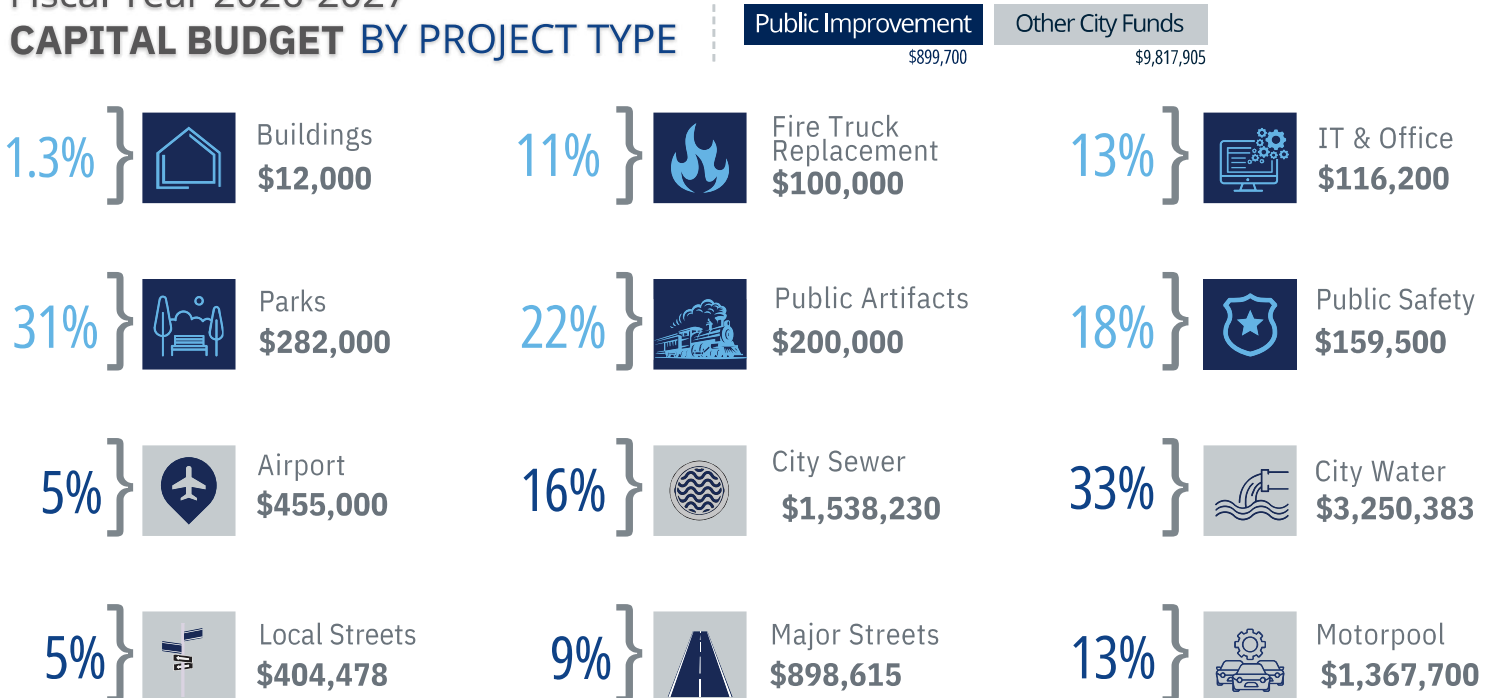 Fiscal Year 2026-2027
CAPITAL BUDGET BY PROJECT TYPE
Public Improvement
$899,700
Other City Funds
$9,817,905
1.3%
Buildings
$12,000
11%
Fire Truck
Replacement
$100,000
13%
IT & Office
$116,200
31%
Parks
$282,000
22%
Public Artifacts
$200,000
18%
Public Safety
$159,500
5%
Airport
$455,000
16%
City Sewer
$1,538,230
33%
City Water
$3,250,383
5%
Local Streets
$404,478
9%
Major Streets
$898,615
13%
Motorpool
$1,367,700